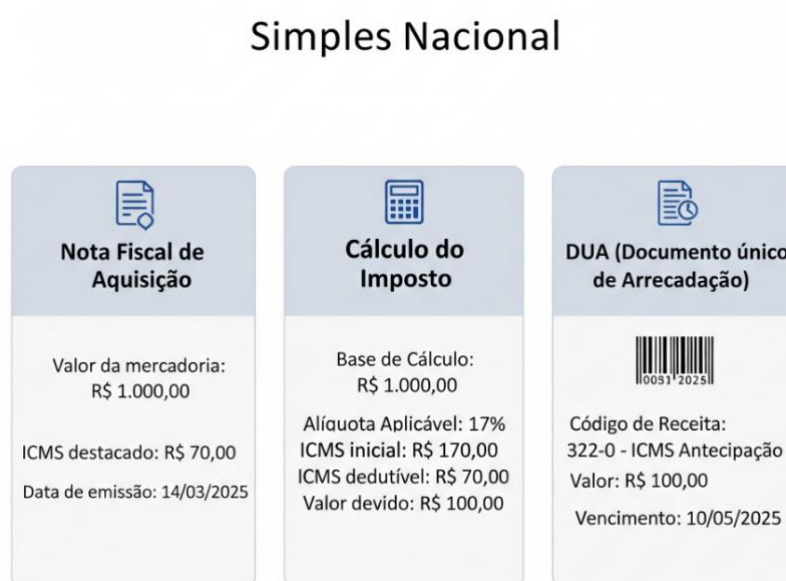 Simples Nacional
Nota Fiscal de
Aquisição
Valor da mercadoria:
R$ 1.000,00
ICMS destacado: R$ 70,00
Data de emissão: 14/03/2025
Cálculo do
Imposto
Base de Cálculo:
R$ 1.000,00
Alíquota Aplicável: 17%
ICMS inicial: R$ 170,00
ICMS dedutível: R$ 70,00
Valor devido: R$ 100,00
DUA (Documento único
de Arrecadação)
0091 2025
Código de Receita:
322-0 - ICMS Antecipação
Valor: R$ 100,00
Vencimento: 10/05/2025